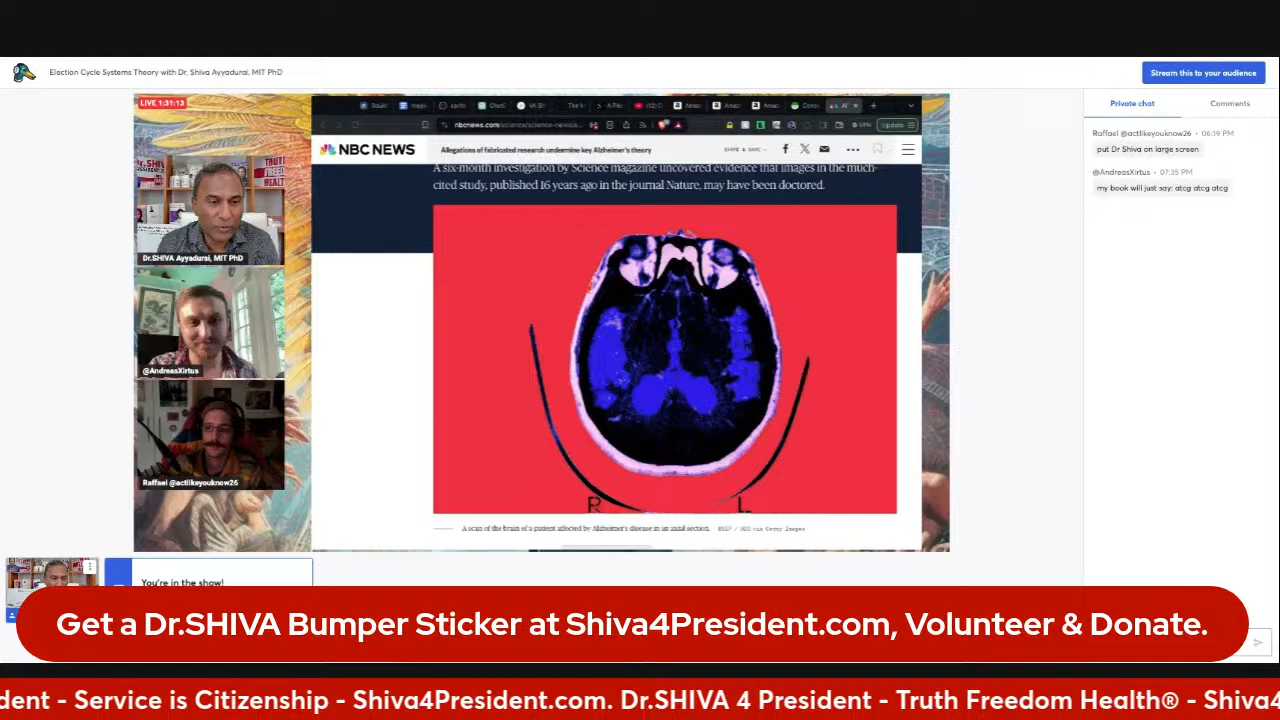 Election Cycle Systems Theory with Dr. Shiva Ayyadurai, MIT PhD
Stream this to your audience
LIVE 1:31:13
Update
NBC NEWS
Allegations of fabricated research undermine key Alzheimer's theory
SHARE & SAVE
A six-month investigation by Science magazine uncovered evidence that images in the much-
cited study, published 16 years ago in the journal Nature, may have been doctored.
R L
A scan of the brain of a patient affected by Alzheimer's disease in an axial section.
Dr.SHIVA Ayyadurai, MIT PhD
@AndreasXirtus
Raffael @actlikeyouknow26
Private chat
Comments
Raffael @actlikeyouknow26 • 06:19 PM
put Dr Shiva on large screen
@AndreasXirtus • 07:35 PM
my book will just say: atcg atcg atcg
You're in the show!
Get a Dr.SHIVA Bumper Sticker at Shiva4President.com, Volunteer & Donate.
dent - Service is Citizenship - Shiva4President.com. Dr.SHIVA 4 President - Truth Freedom Health® - Shiva4